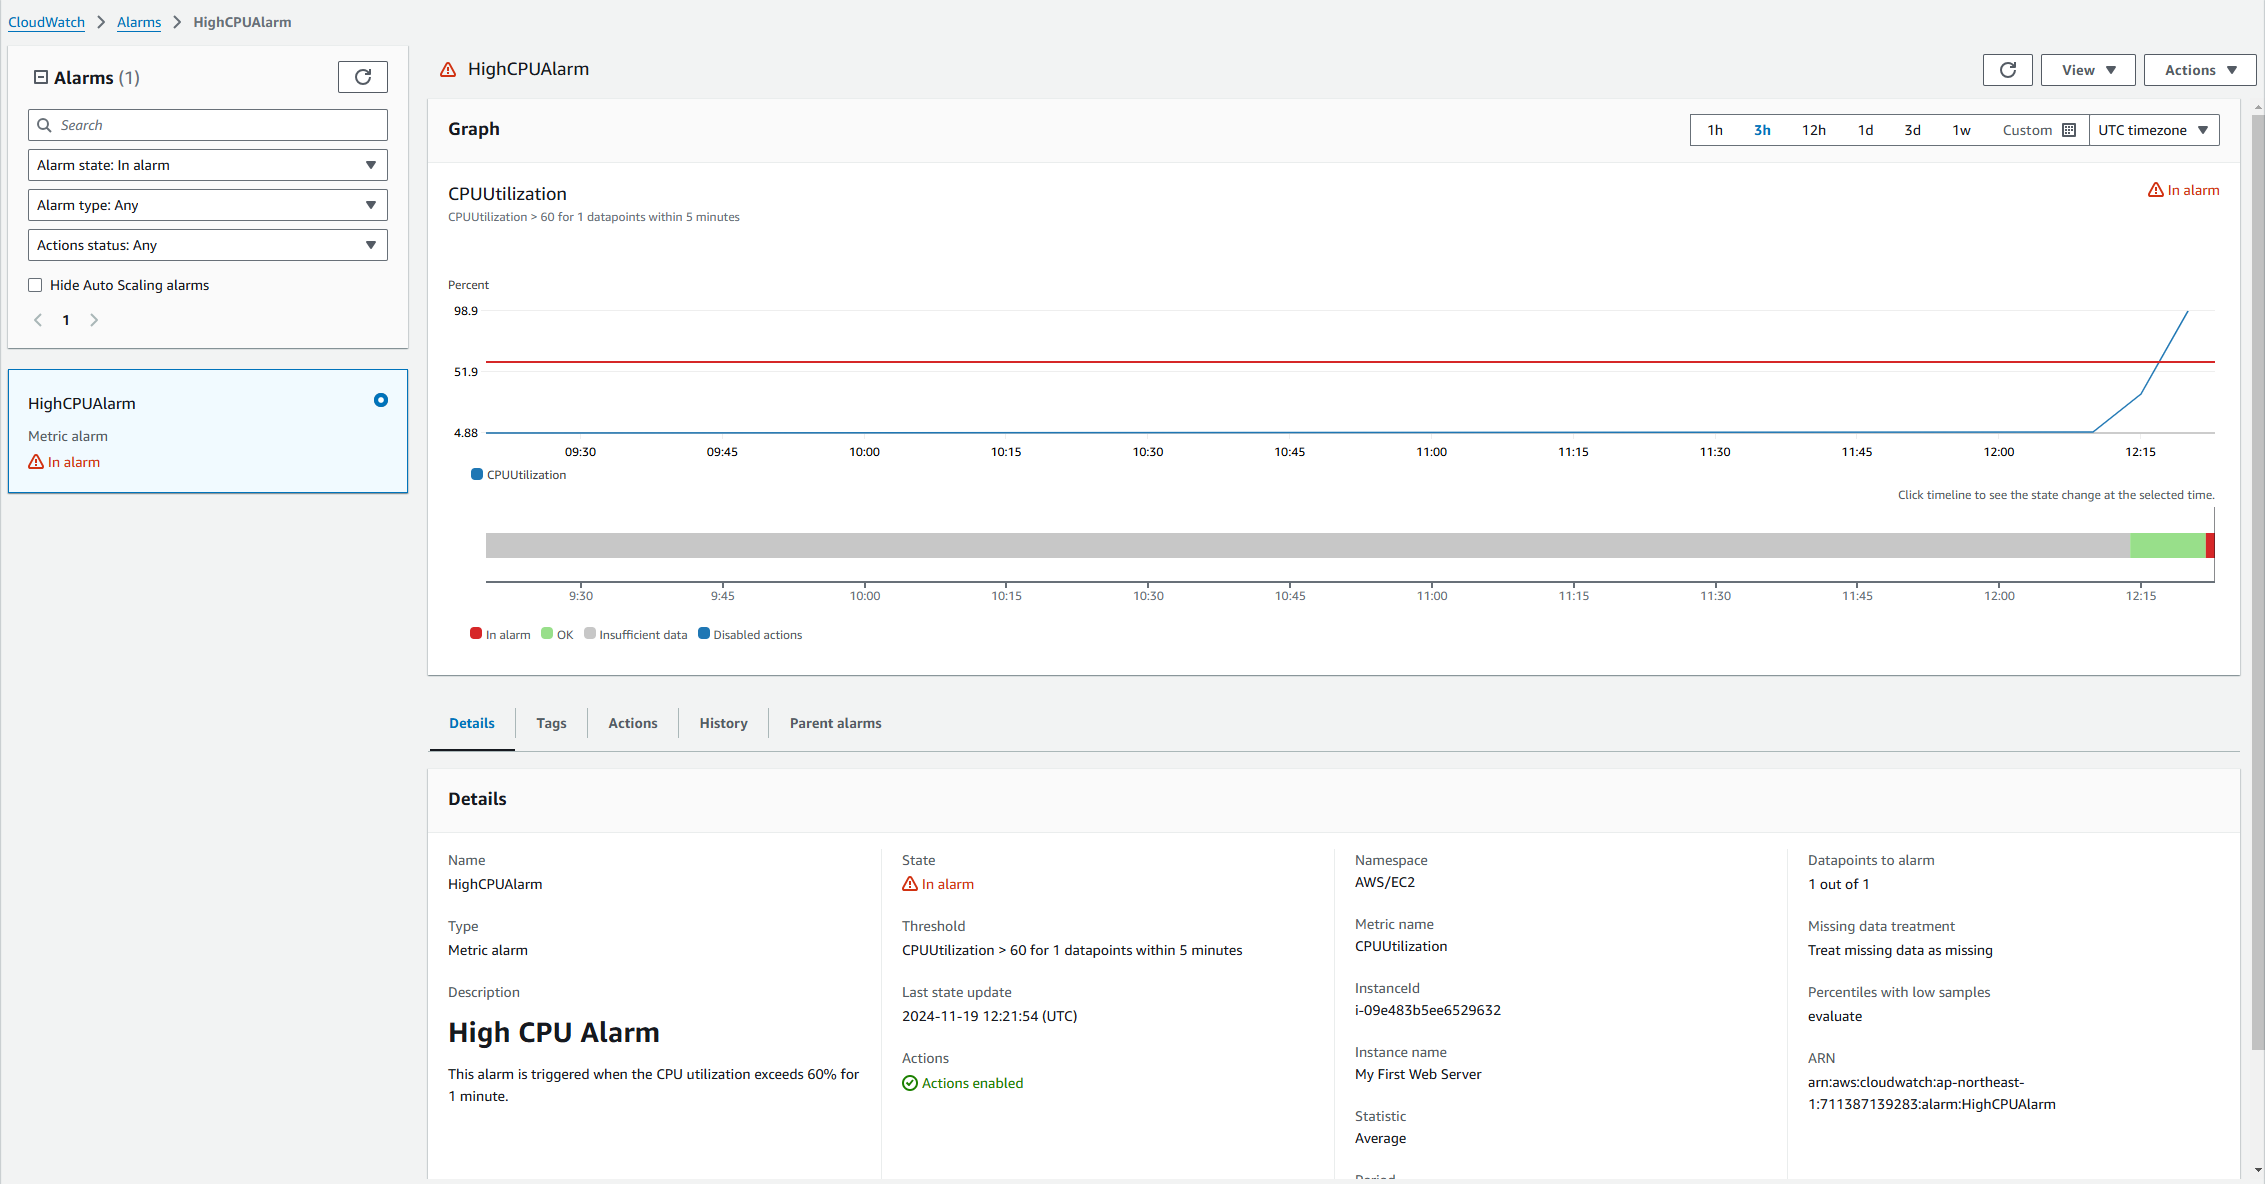 CloudWatch > Alarms > HighCPUAlarm
Alarms (1)
Search
Alarm state: In alarm
Alarm type: Any
Actions status: Any
Hide Auto Scaling alarms
1
HighCPUAlarm
Metric alarm
In alarm
HighCPUAlarm
View
Actions
Graph
1h 3h 12h 1d 3d 1w Custom UTC timezone
CPUUtilization
In alarm
CPUUtilization > 60 for 1 datapoints within 5 minutes
Percent
98.9
51.9
4.88
09:30 09:45 10:00 10:15 10:30 10:45 11:00 11:15 11:30 11:45 12:00 12:15
CPUUtilization
Click timeline to see the state change at the selected time.
9:30 9:45 10:00 10:15 10:30 10:45 11:00 11:15 11:30 11:45 12:00 12:15
In alarm OK Insufficient data Disabled actions
Details Tags Actions History Parent alarms
Details
Name
HighCPUAlarm
Type
Metric alarm
Description
High CPU Alarm
This alarm is triggered when the CPU utilization exceeds 60% for
1 minute.
State
In alarm
Threshold
CPUUtilization > 60 for 1 datapoints within 5 minutes
Last state update
2024-11-19 12:21:54 (UTC)
Actions
Actions enabled
Namespace
AWS/EC2
Metric name
CPUUtilization
InstanceId
i-09e483b5ee6529632
Instance name
My First Web Server
Statistic
Average
Period
Datapoints to alarm
1 out of 1
Missing data treatment
Treat missing data as missing
Percentiles with low samples
evaluate
ARN
arn:aws:cloudwatch:ap-northeast-
1:711387139283:alarm:HighCPUAlarm